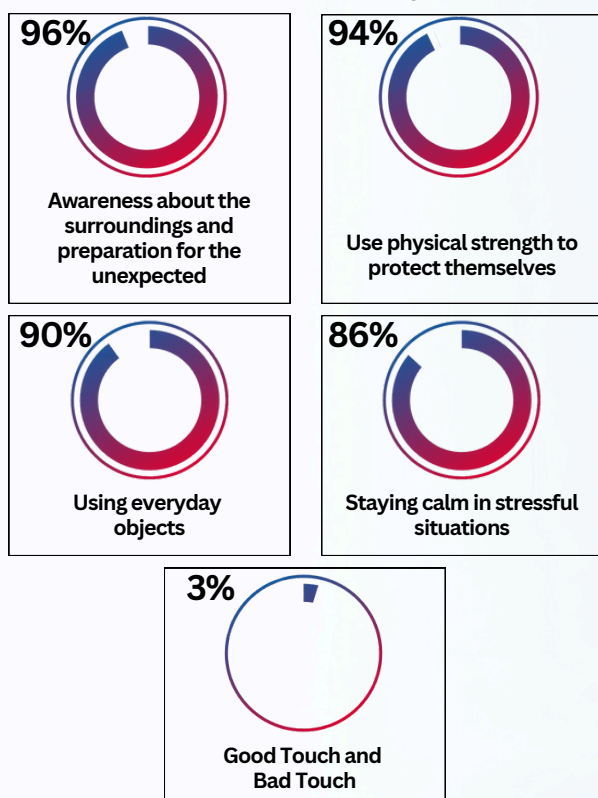 96%
Awareness about the
surroundings and
preparation for the
unexpected
94%
Use physical strength to
protect themselves
90%
Using everyday
objects
86%
Staying calm in stressful
situations
3%
Good Touch and
Bad Touch